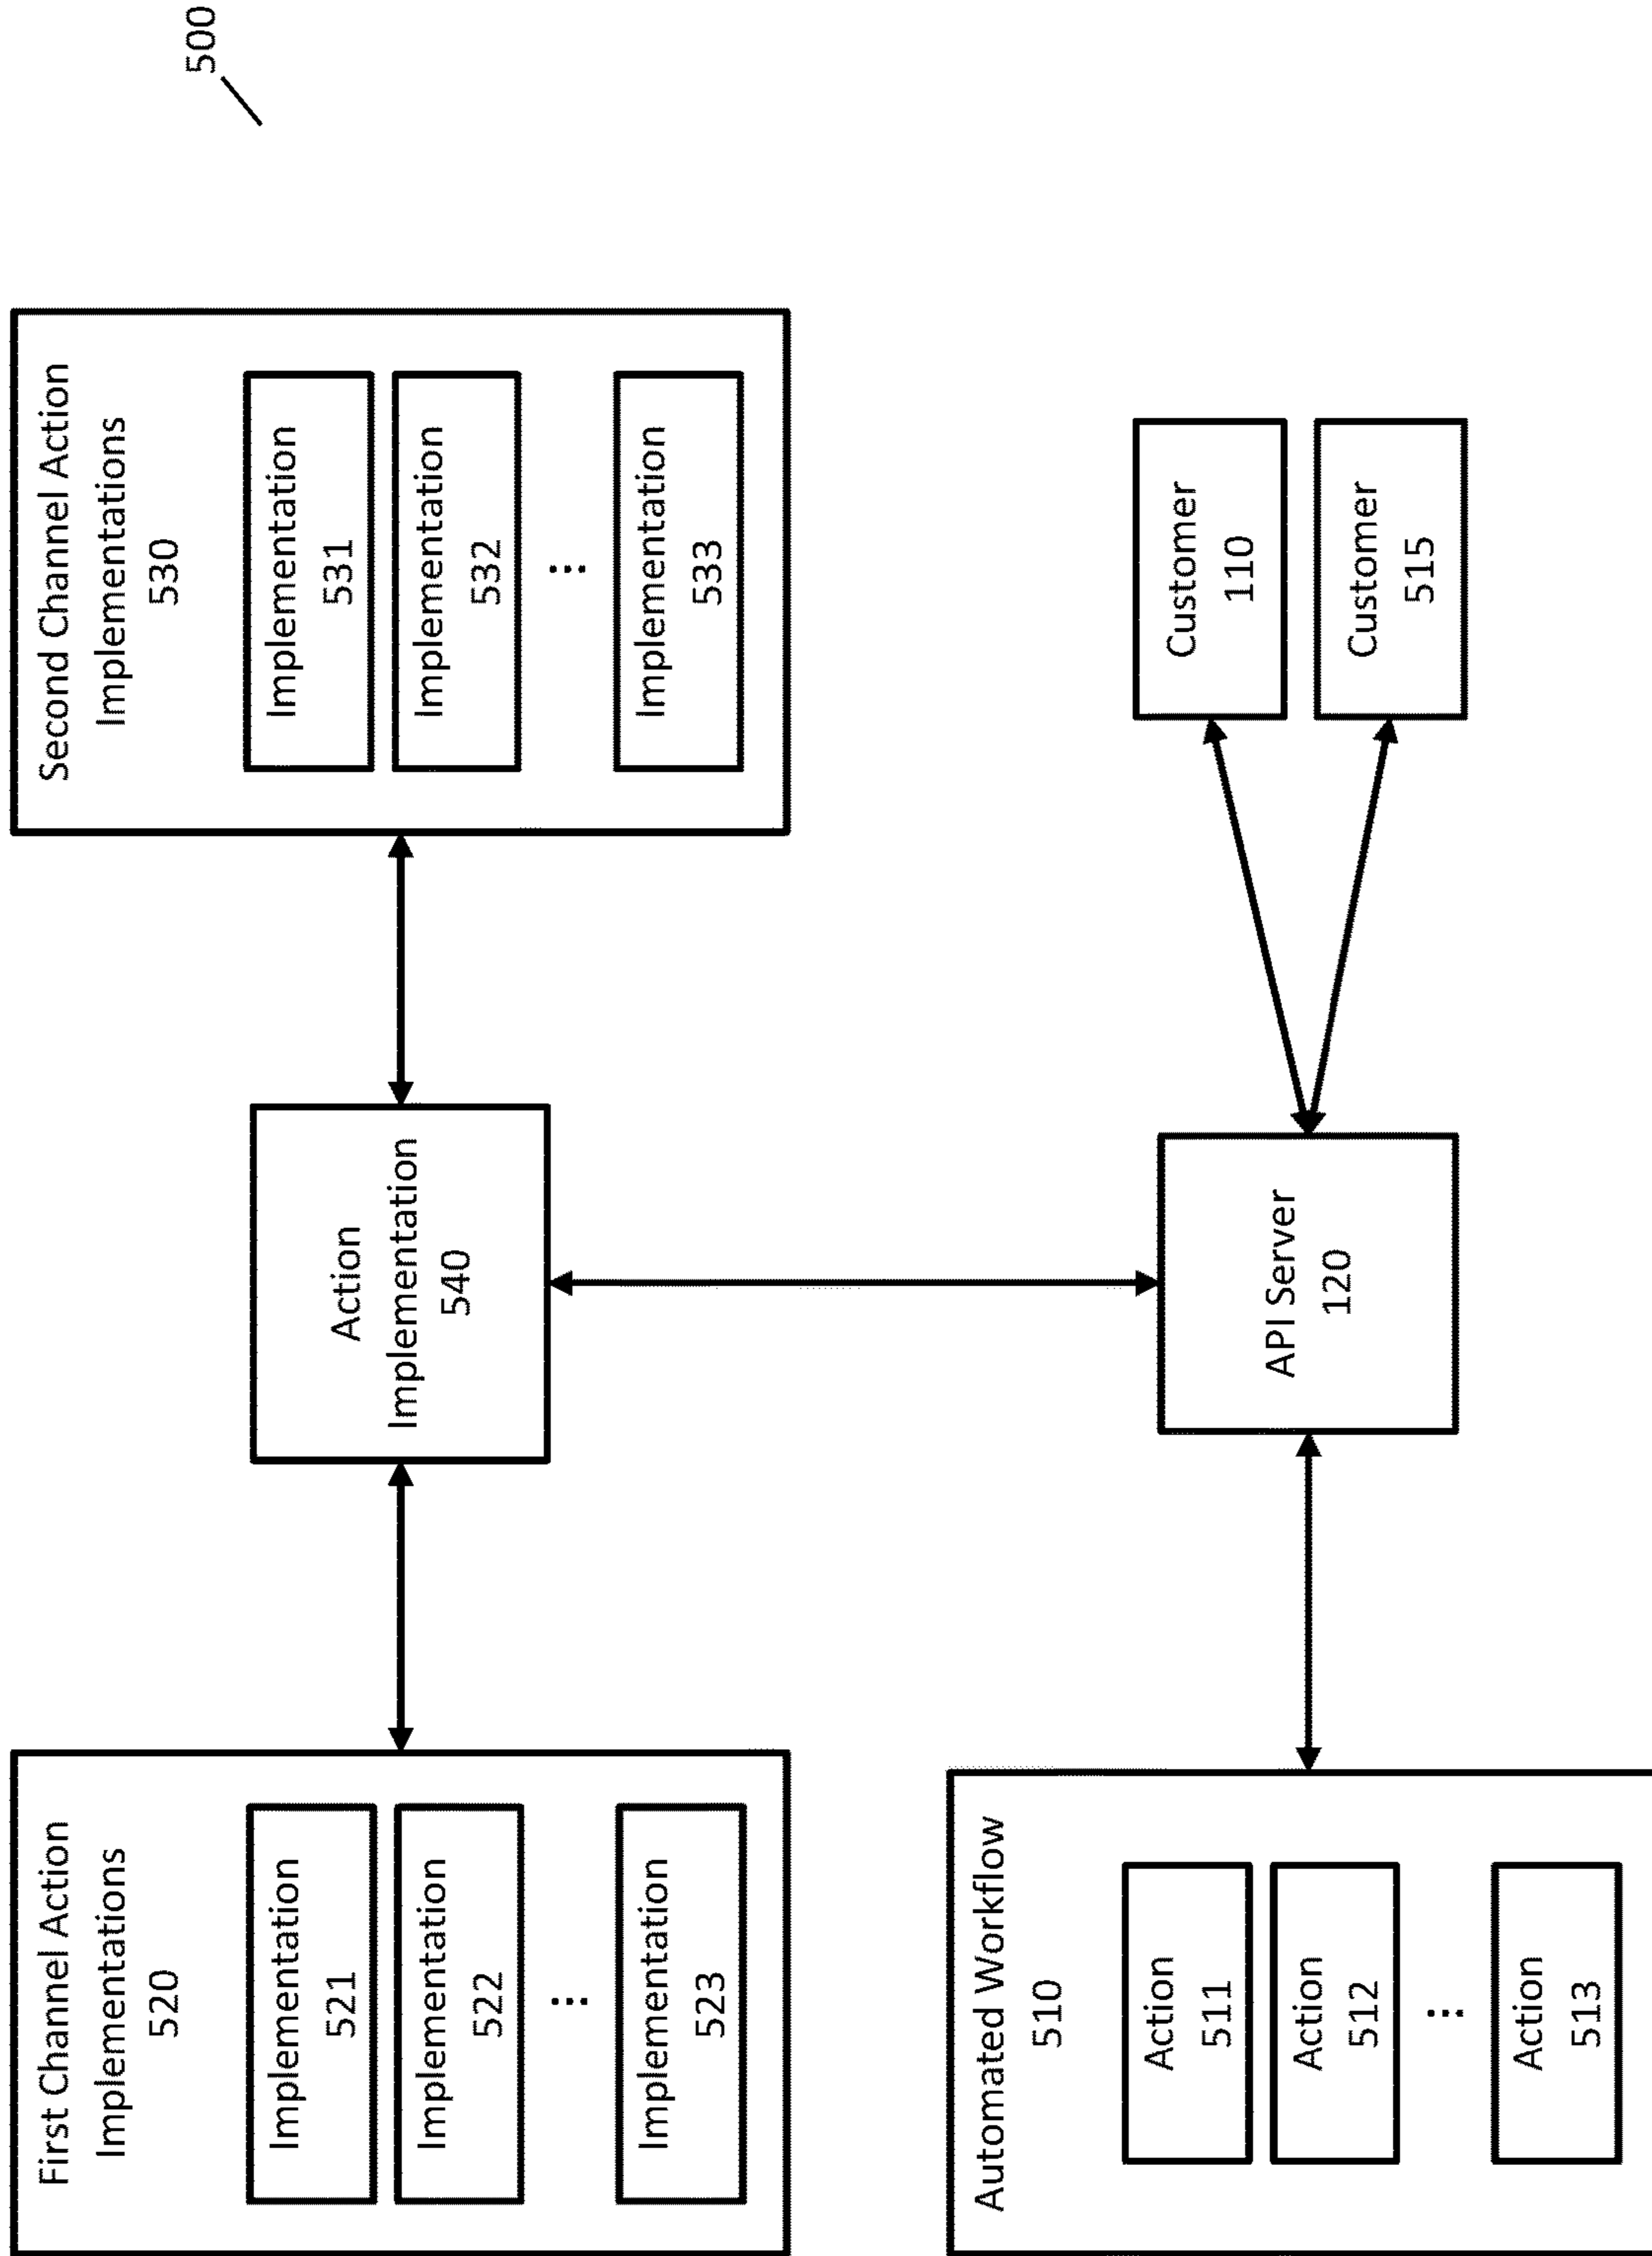 500
First Channel Action
Implementations
520
Implementation
521
Implementation
522
...
Implementation
523
Action
Implementation
540
Second Channel Action
Implementations
530
Implementation
531
Implementation
532
...
Implementation
533
Automated Workflow
510
Action
511
Action
512
...
Action
513
API Server
120
Customer
110
Customer
515